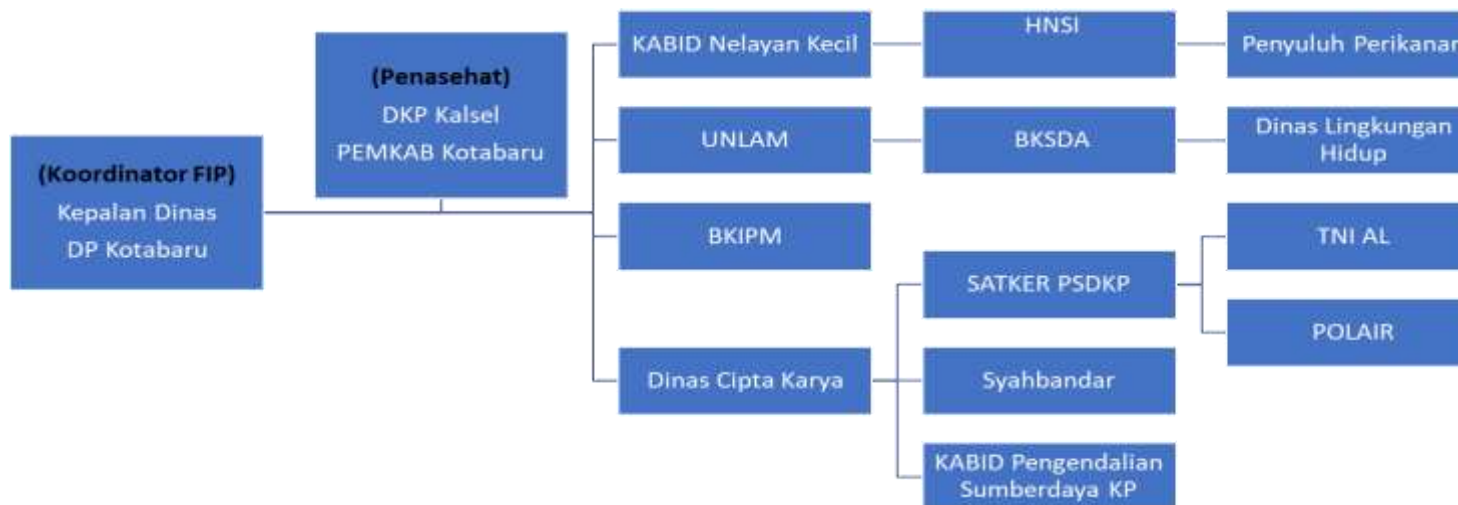 (Koordinator FIP)
Kepalan Dinas
DP Kotabaru
(Penasehat)
DKP Kalsel
PEMKAB Kotabaru
KABID Nelayan Kecil
HNSI
Penyuluh Perikanan
UNLAM
BKSDA
Dinas Lingkungan
Hidup
BKIPM
Dinas Cipta Karya
SATKER PSDKP
TNI AL
POLAIR
Syahbandar
KABID Pengendalian
Sumberdaya KP